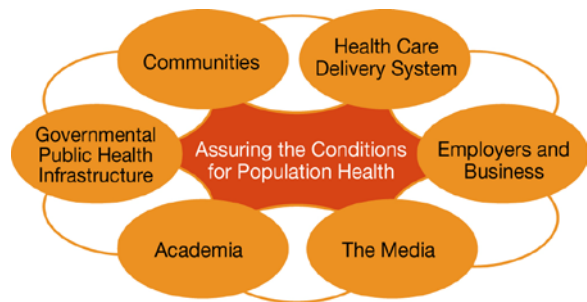 Communities
Health Care
Delivery System
Governmental
Public Health
Infrastructure
Assuring the Conditions
for Population Health
Employers and
Business
Academia
The Media